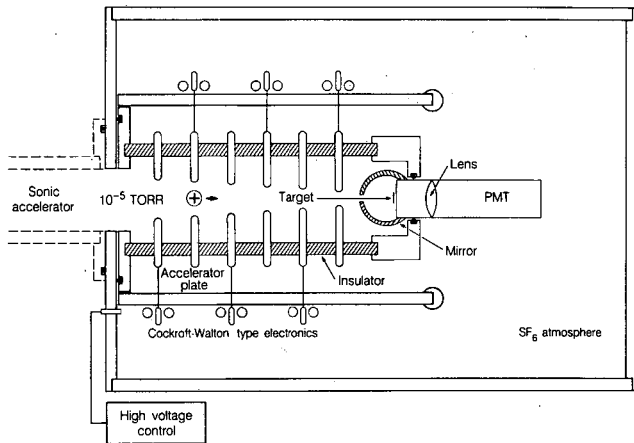 Lens
Sonic
accelerator
10⁻⁵ TORR
Target
PMT
Mirror
Accelerator
plate
Insulator
Cockroft-Walton type electronics
SF₆ atmosphere
High voltage
control